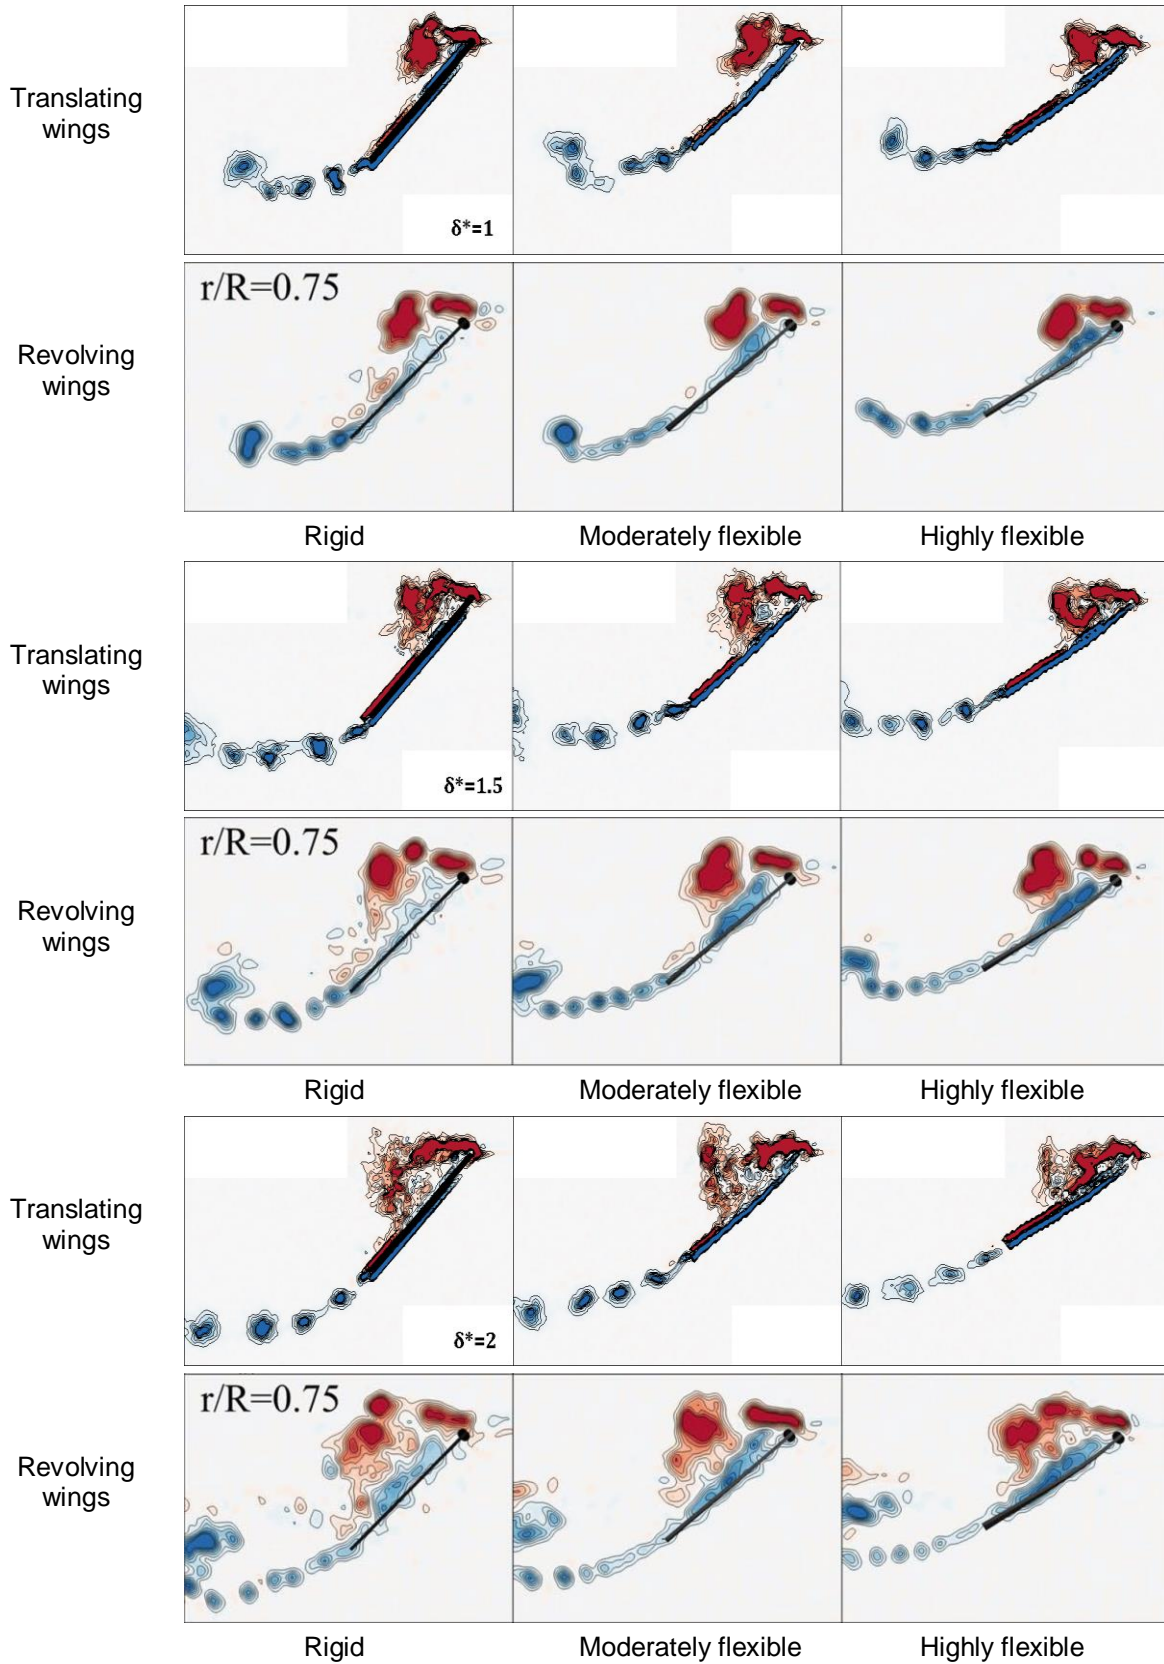 Translating
wings
δ*=1
r/R=0.75
Revolving
wings
Rigid
Moderately flexible
Highly flexible
Translating
wings
δ*=1.5
r/R=0.75
Revolving
wings
Rigid
Moderately flexible
Highly flexible
Translating
wings
δ*=2
r/R=0.75
Revolving
wings
Rigid
Moderately flexible
Highly flexible